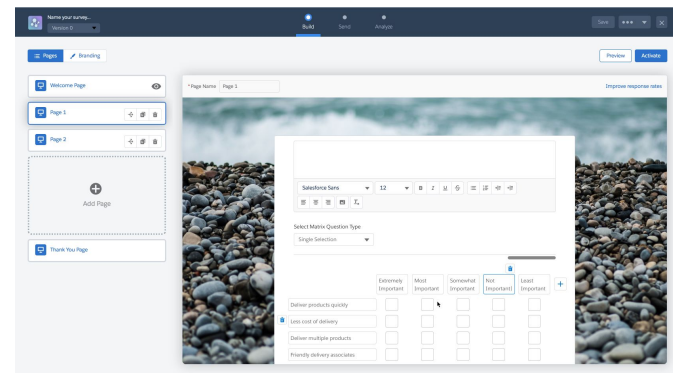 Name your survey...
Version 0
Build
Send
Analyze
Save
Pages
Branding
Preview
Activate
Welcome Page
Page 1
Page 2
Add Page
Thank You Page
*Page Name Page 1
Improve response rates
Salesforce Sans
12
B I U S
Select Matrix Question Type
Single Selection
Extremely Important
Most Important
Somewhat Important
Not Important|
Least Important
Deliver products quickly
Less cost of delivery
Deliver multiple products
Friendly delivery associates